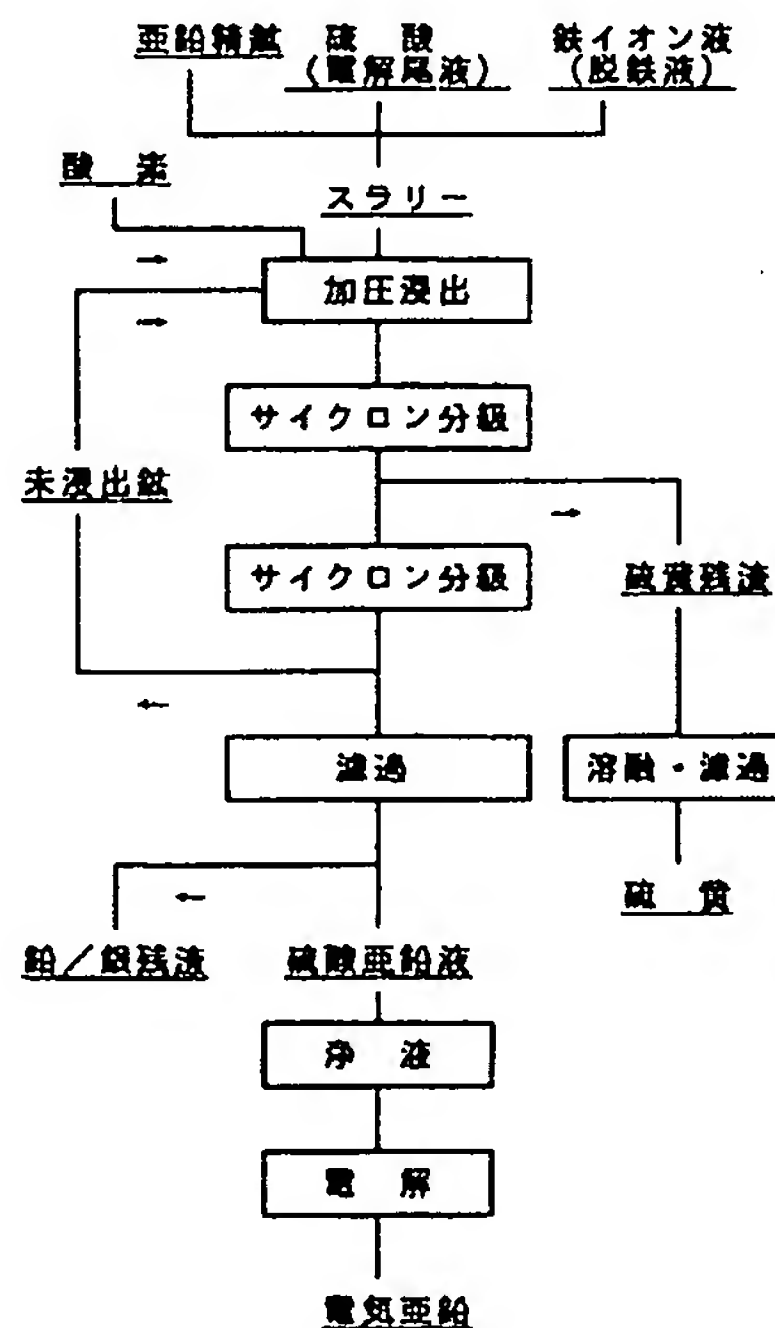 亜鉛精鉱
硫 酸
(電解尾液)
鉄イオン液
(脱鉄液)
酸 素
スラリー
加圧浸出
サイクロン分級
未浸出鉱
サイクロン分級
硫黄残渣
濾過
溶融・濾過
硫 黄
鉛／銀残渣
硫酸亜鉛液
浄 液
電 解
電気亜鉛